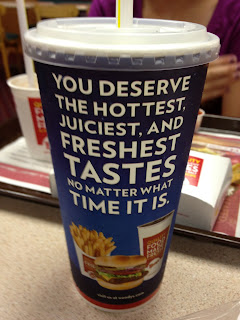 YOU DESERVE
THE HOTTEST,
JUICIEST, AND
FRESHEST
TASTES
NO MATTER WHAT
TIME IT IS.